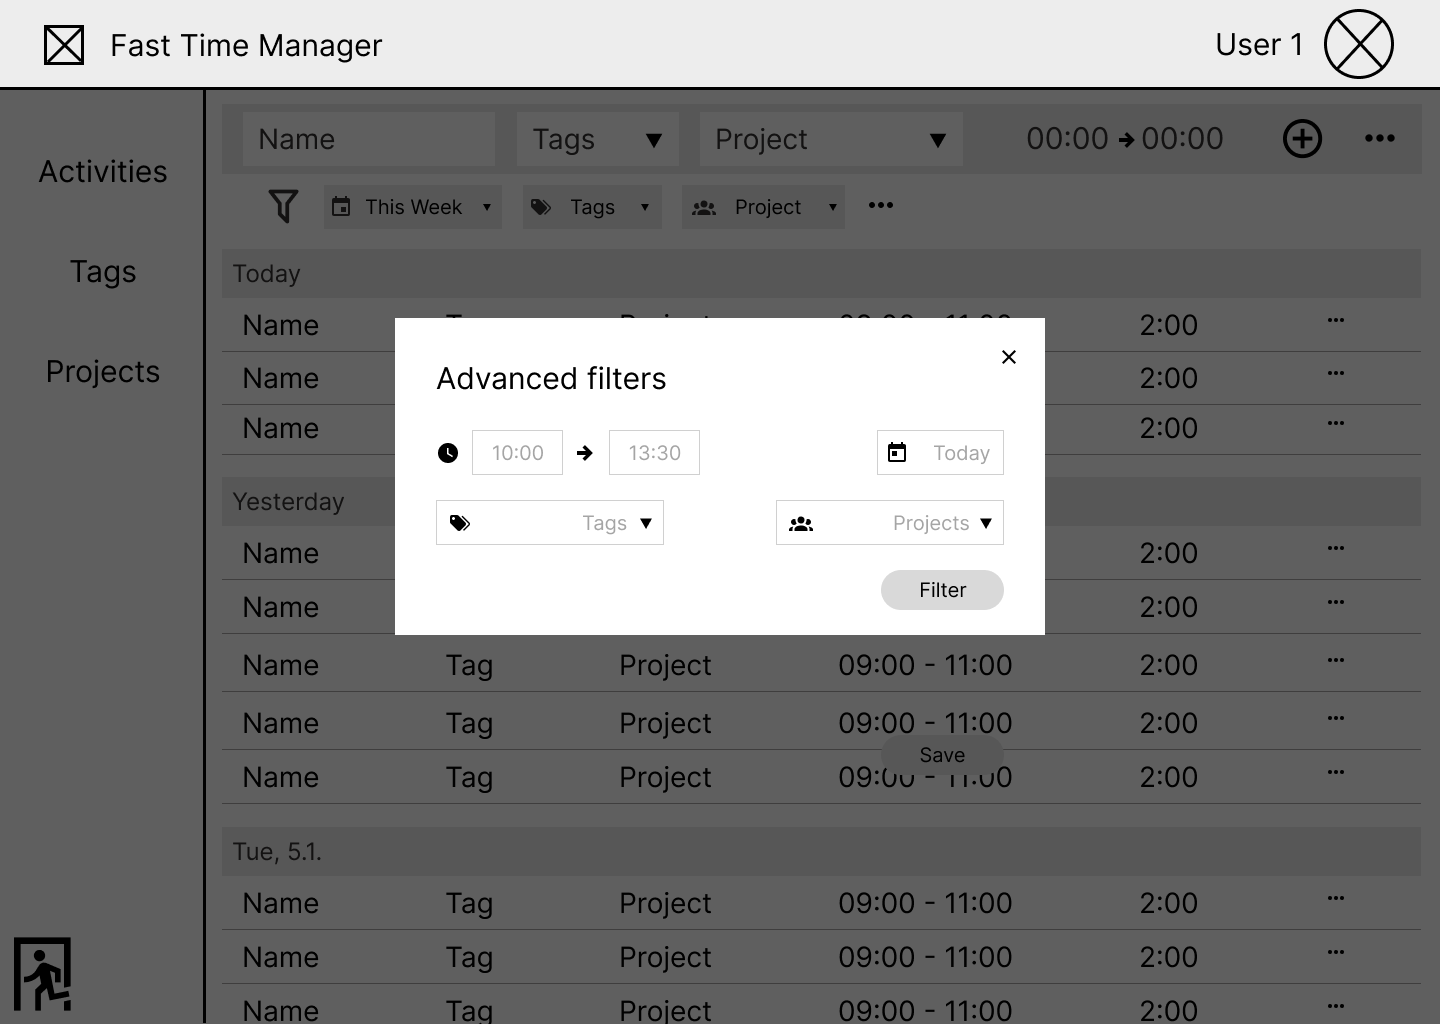 Fast Time Manager
User 1
Activities
Tags
Projects
Name Tags Project 00:00 00:00
This Week Tags Project
Today
Name 2:00
Name 2:00
Name 2:00
Advanced filters
10:00 13:30 Today
Tags Projects
Filter
Yesterday
Name 2:00
Name 2:00
Name Tag Project 09:00 - 11:00 2:00
Name Tag Project 09:00 - 11:00 2:00
Save
Name Tag Project 09:00 - 11:00 2:00
Tue, 5.1.
Name Tag Project 09:00 - 11:00 2:00
Name Tag Project 09:00 - 11:00 2:00
Name Tag Project 09:00 - 11:00 2:00